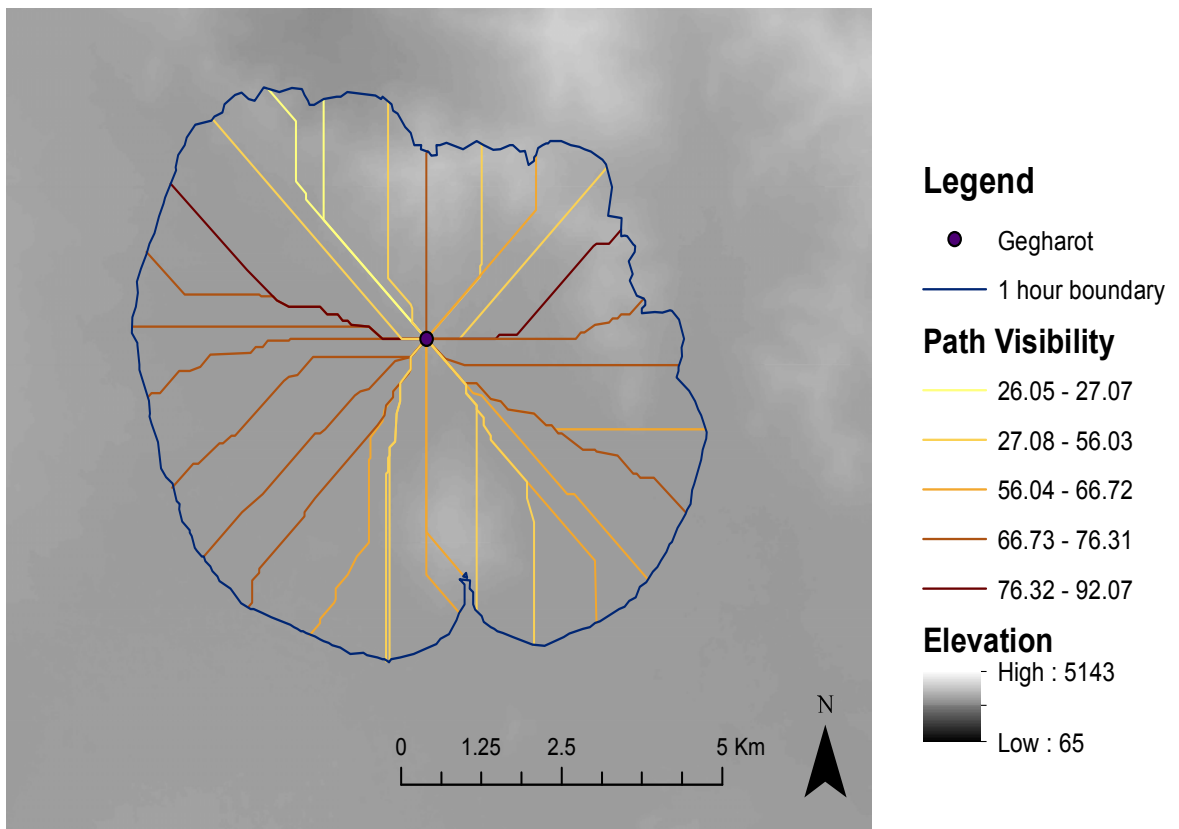 Legend
Gegharot
1 hour boundary
Path Visibility
26.05 - 27.07
27.08 - 56.03
56.04 - 66.72
66.73 - 76.31
76.32 - 92.07
Elevation
High : 5143
Low : 65
N
0 1.25 2.5 5 Km